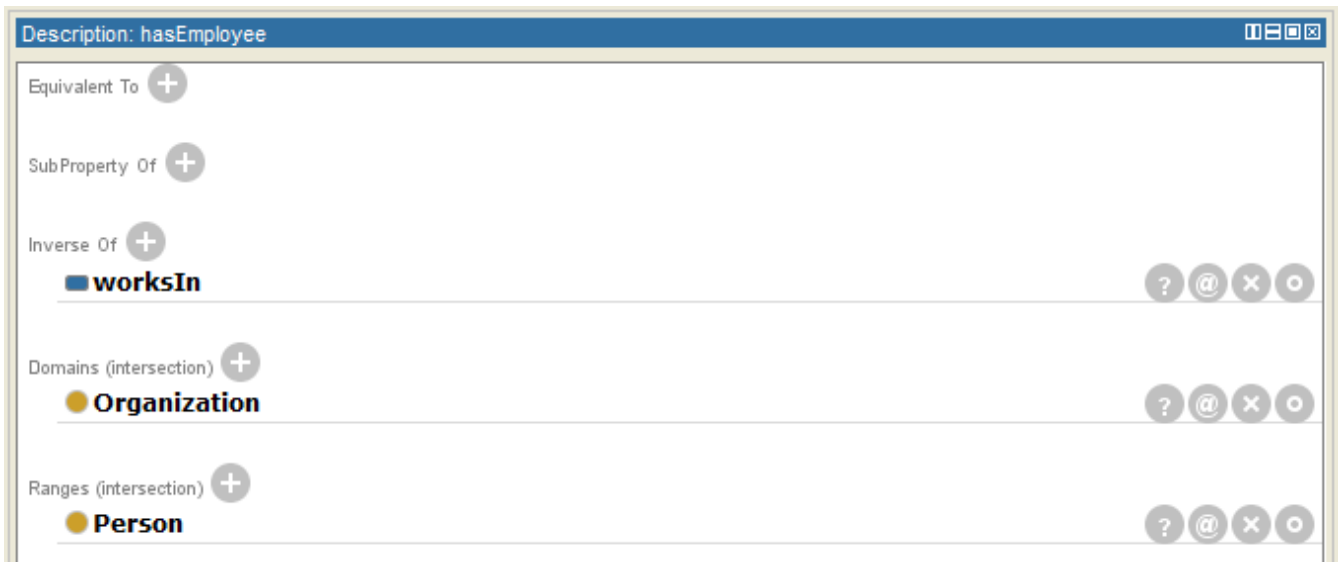 Description: hasEmployee
Equivalent To
SubProperty Of
Inverse Of
worksIn
? @
Domains (intersection)
Organization
? @
Ranges (intersection)
Person
? @